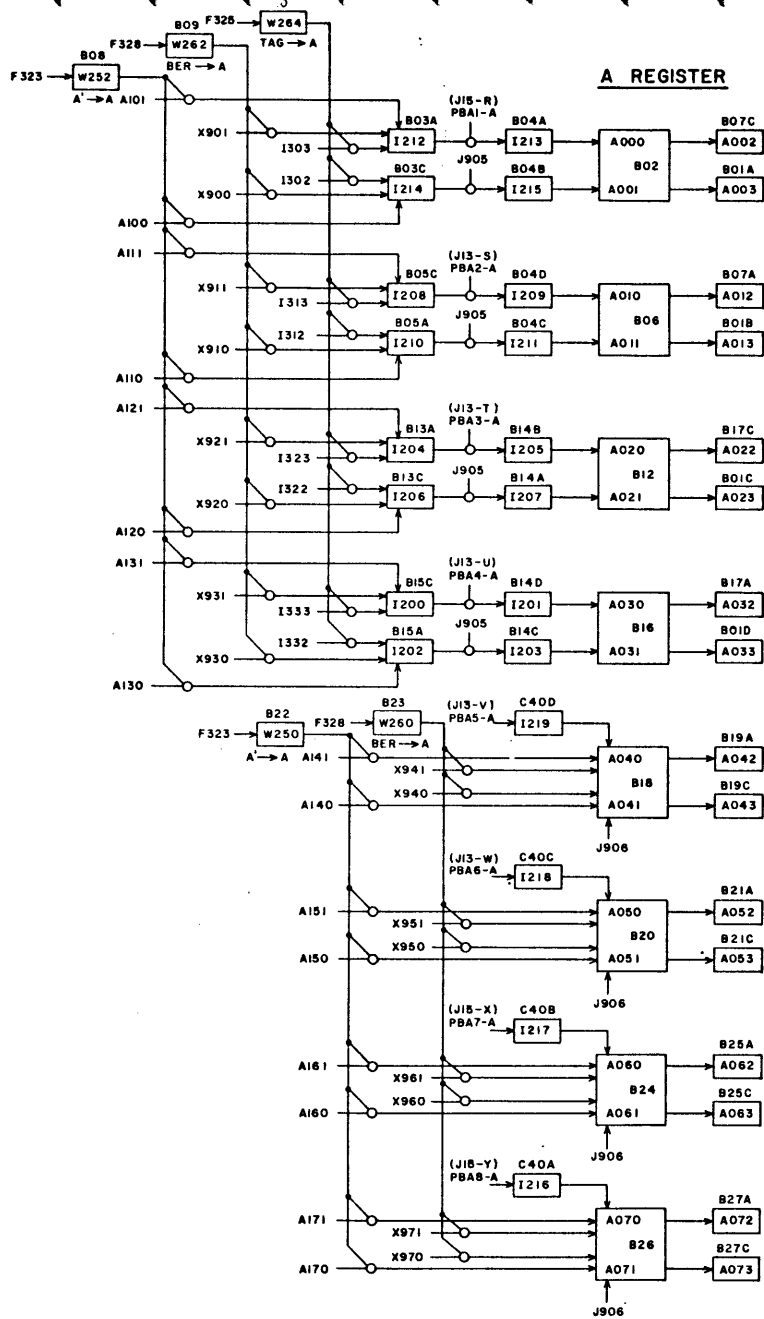 F326 W264
TAG → A
B09
F328 W262
BER → A
B08
F323 W252
A' → A
A REGISTER
A101
(J15-R)
PBA1-A
B03A B04A B07C
X901 I212 I213 A000 A002
I303
B02
J905
I302 B03C B04B B01A
X900 I214 I215 A001 A003
A100
A111
(J13-S)
PBA2-A
B05C B04D B07A
X911 I208 I209 A010 A012
I313
B06
J905
I312 B05A B04C B01B
X910 I210 I211 A011 A013
A110
A121
(J13-T)
PBA3-A
B13A B14B B17C
X921 I204 I205 A020 A022
I323
B12
J905
I322 B13C B14A B01C
X920 I206 I207 A021 A023
A120
A131
(J13-U)
PBA4-A
B15C B14D B17A
X931 I200 I201 A030 A032
I333
B16
J905
I332 B15A B14C B01D
X930 I202 I203 A031 A033
A130
B22 B23 (J13-V) C40D
F323 W250 F328 W260 PBA5-A I219
A' → A BER → A
B19A
A141 A040 A042
X941
B18
X940 B19C
A140 A041 A043
J906
(J13-W) C40C
PBA6-A I218
B21A
A151 A050 A052
X951
B20
X950 B21C
A150 A051 A053
J906
(J15-X) C40B
PBA7-A I217
B25A
A161 A060 A062
X961
B24
X960 B25C
A160 A061 A063
J906
(J15-Y) C40A
PBA8-A I216
B27A
A171 A070 A072
X971
B26
X970 B27C
A170 A071 A073
J906